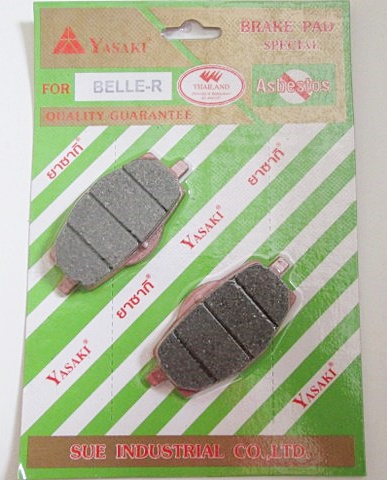 YASAKI®
BRAKE PAD
SPECIAL
FOR BELLE-R
THAILAND
Asbestos
QUALITY GUARANTEE
ยาซากิ®
ยาซากิ®
YASAKI®
ยาซากิ®
YASAKI®
ยาซากิ®
YASAKI®
YASAKI®
SUE INDUSTRIAL CO.,LTD.